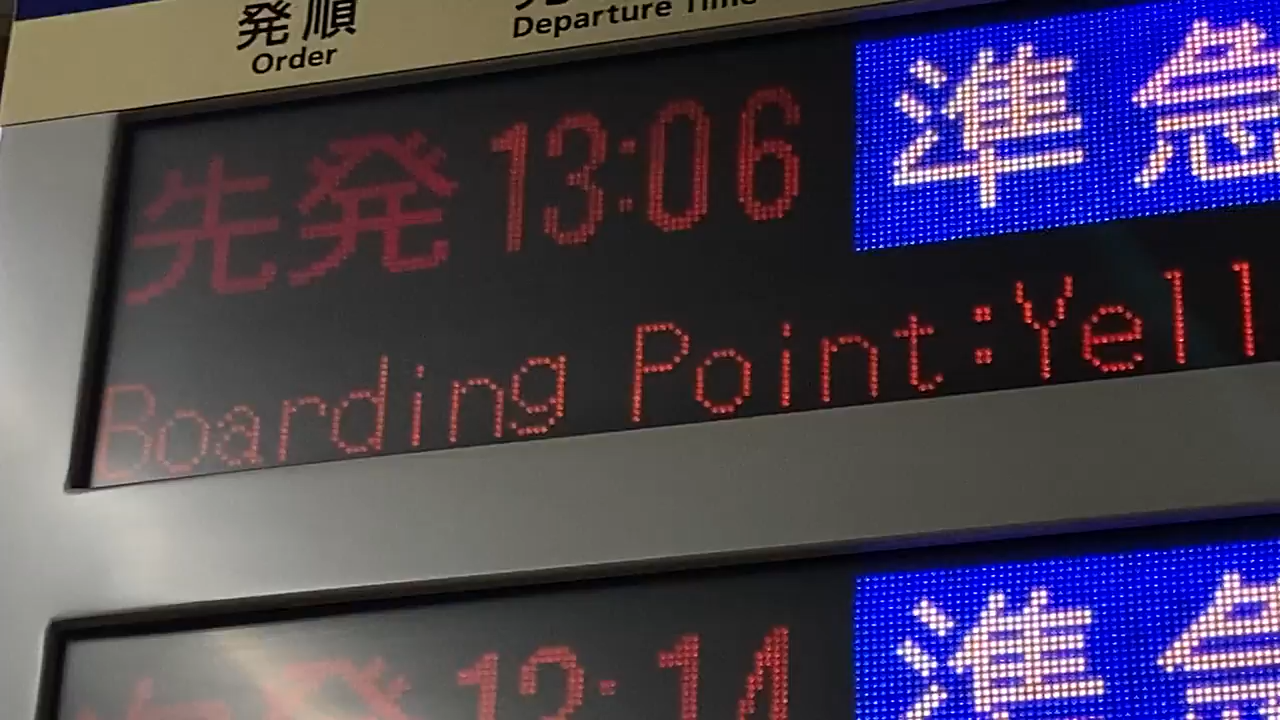 発順
Order
Departure Time
先発 13:06 準急
Boarding Point:Yell
13:14 準急